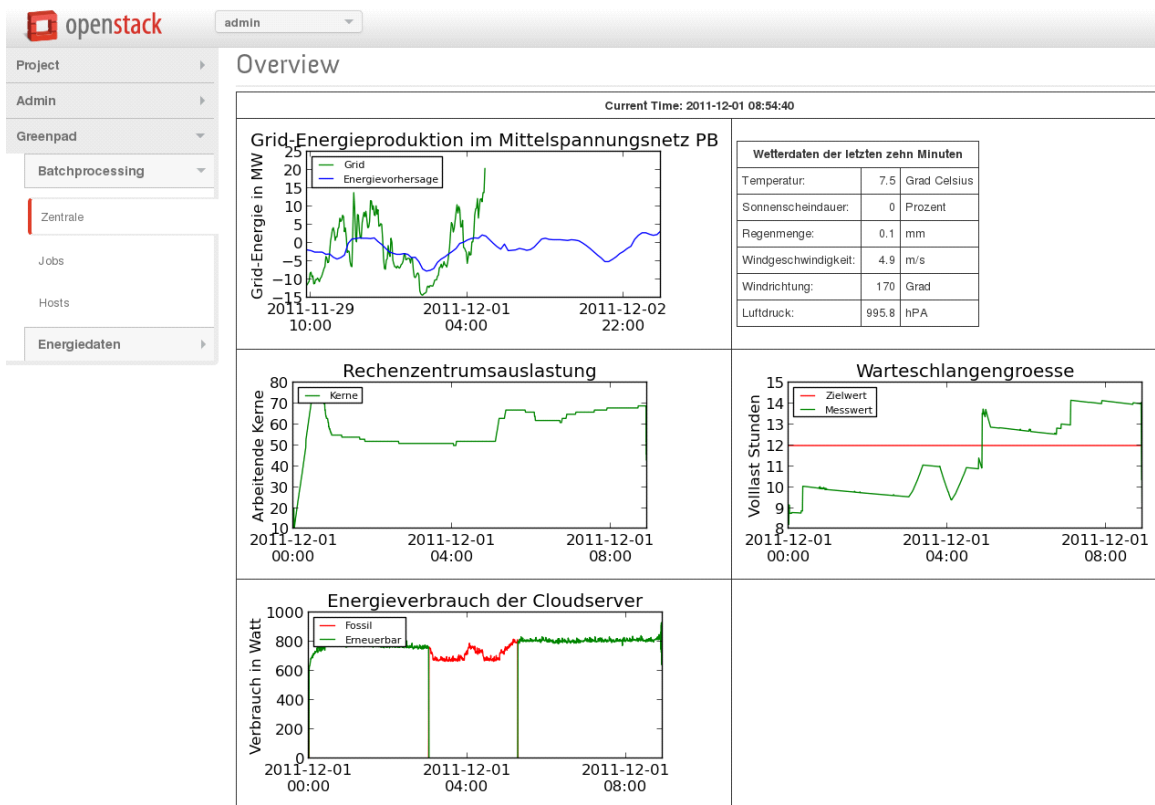 openstack
admin
Project
Admin
Greenpad
Batchprocessing
Zentrale
Jobs
Hosts
Energiedaten
Overview
Current Time: 2011-12-01 08:54:40
Grid-Energieproduktion im Mittelspannungsnetz PB
Grid-Energie in MW
25
20
15
10
5
0
−5
−10
−15
Grid
Energievorhersage
2011-11-29 2011-12-01 2011-12-02
10:00 04:00 22:00
Wetterdaten der letzten zehn Minuten
Temperatur: 7.5 Grad Celsius
Sonnenscheindauer: 0 Prozent
Regenmenge: 0.1 mm
Windgeschwindigkeit: 4.9 m/s
Windrichtung: 170 Grad
Luftdruck: 995.8 hPA
Rechenzentrumsauslastung
Arbeitende Kerne
80
70
60
50
40
30
20
10
Kerne
2011-12-01 2011-12-01 2011-12-01
00:00 04:00 08:00
Warteschlangengroesse
Volllast Stunden
15
14
13
12
11
10
9
8
Zielwert
Messwert
2011-12-01 2011-12-01 2011-12-01
00:00 04:00 08:00
Energieverbrauch der Cloudserver
Verbrauch in Watt
1000
800
600
400
200
0
Fossil
Erneuerbar
2011-12-01 2011-12-01 2011-12-01
00:00 04:00 08:00